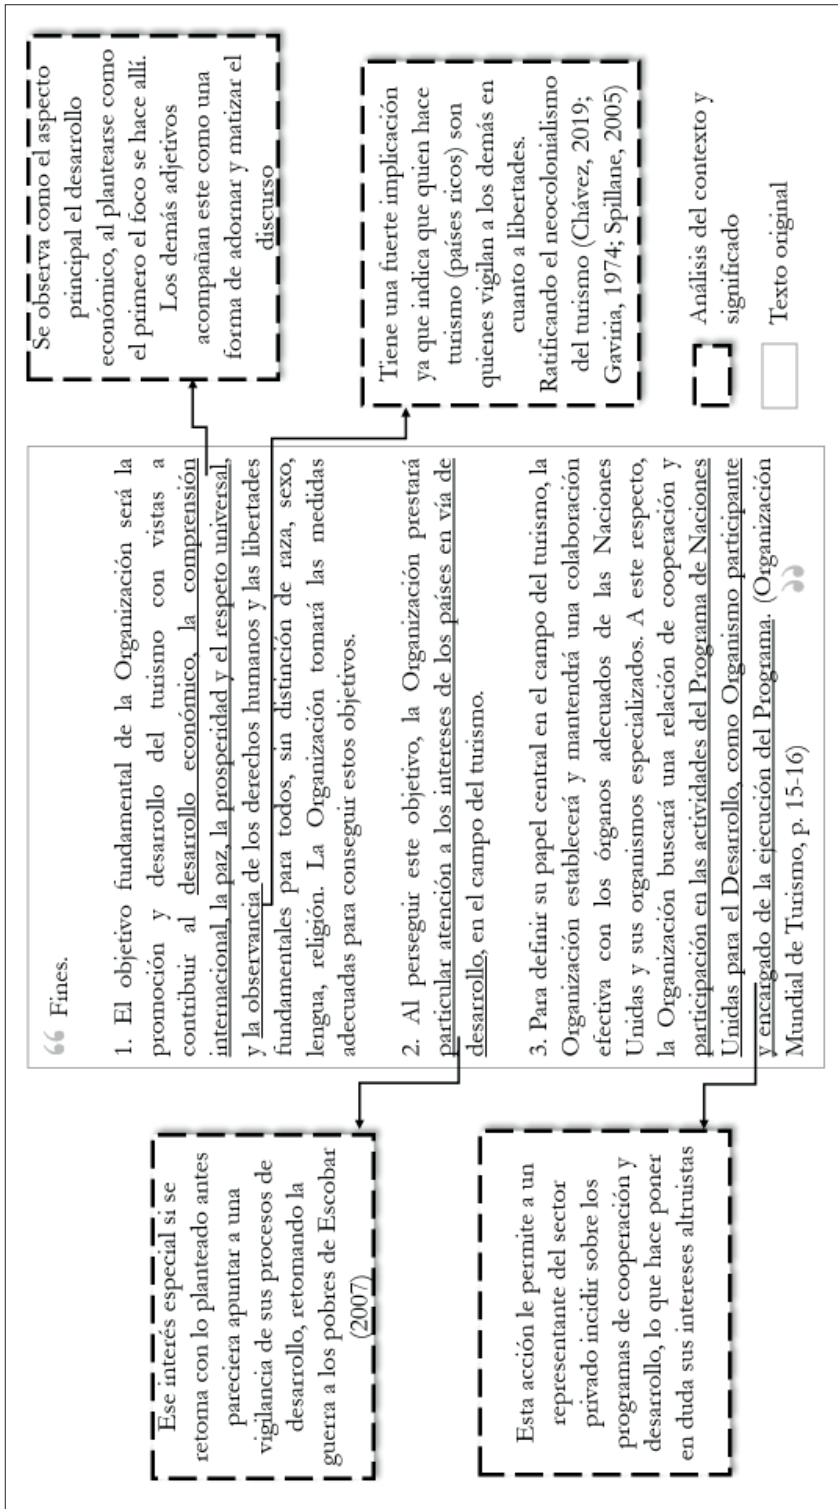 Ese interés especial si se
retoma con lo planteado antes
pareciera apuntar a una
vigilancia de sus procesos de
desarrollo, retomando la
guerra a los pobres de Escobar
(2007)
Esta acción le permite a un
representante del sector
privado incidir sobre los
programas de cooperación y
desarrollo, lo que hace poner
en duda sus intereses altruistas
“ Fines.
1. El objetivo fundamental de la Organización será la
promoción y desarrollo del turismo con vistas a
contribuir al desarrollo económico, la comprensión
internacional, la paz, la prosperidad y el respeto universal,
y la observancia de los derechos humanos y las libertades
fundamentales para todos, sin distinción de raza, sexo,
lengua, religión. La Organización tomará las medidas
adecuadas para conseguir estos objetivos.
2. Al perseguir este objetivo, la Organización prestará
particular atención a los intereses de los países en vía de
desarrollo, en el campo del turismo.
3. Para definir su papel central en el campo del turismo, la
Organización establecerá y mantendrá una colaboración
efectiva con los órganos adecuados de las Naciones
Unidas y sus organismos especializados. A este respecto,
la Organización buscará una relación de cooperación y
participación en las actividades del Programa de Naciones
Unidas para el Desarrollo, como Organismo participante
y encargado de la ejecución del Programa. (Organización
Mundial de Turismo, p. 15-16) ”
Se observa como el aspecto
principal el desarrollo
económico, al plantearse como
el primero el foco se hace allí.
Los demás adjetivos
acompañan este como una
forma de adornar y matizar el
discurso
Tiene una fuerte implicación
ya que indica que quien hace
turismo (países ricos) son
quienes vigilan a los demás en
cuanto a libertades.
Ratificando el neocolonialismo
del turismo (Chávez, 2019;
Gaviria, 1974; Spillane, 2005)
Análisis del contexto y
significado
Texto original